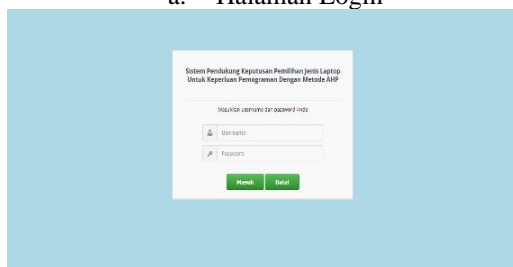 a. Halaman Login
Sistem Pendukung Keputusan Pemilihan Jenis Laptop
Untuk Keperluan Pemograman Dengan Metode AHP
Masukkan username dan password Anda
Username
Password
Masuk Batal